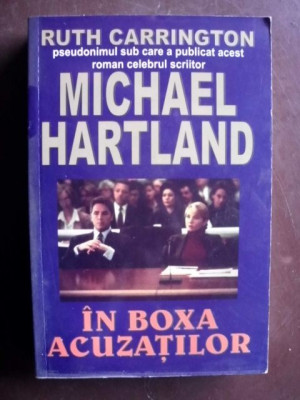 RUTH CARRINGTON
pseudonimul sub care a publicat acest
roman celebrul scriitor
MICHAEL
HARTLAND
ÎN BOXA
ACUZAȚILOR